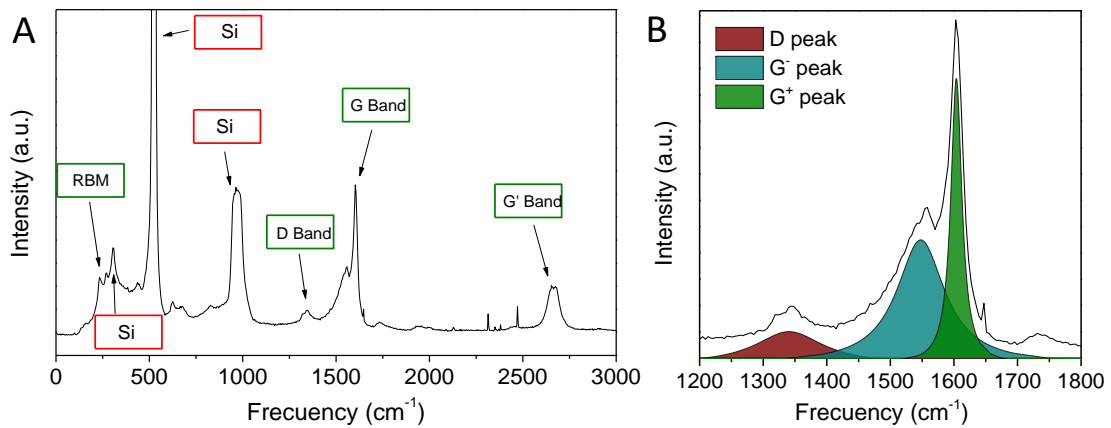 A
Si
Si
G Band
RBM
D Band
G' Band
Si
Intensity (a.u.)
0 500 1000 1500 2000 2500 3000
Frecuency (cm⁻¹)
B
D peak
G⁻ peak
G⁺ peak
Intensity (a.u.)
1200 1300 1400 1500 1600 1700 1800
Frecuency (cm⁻¹)